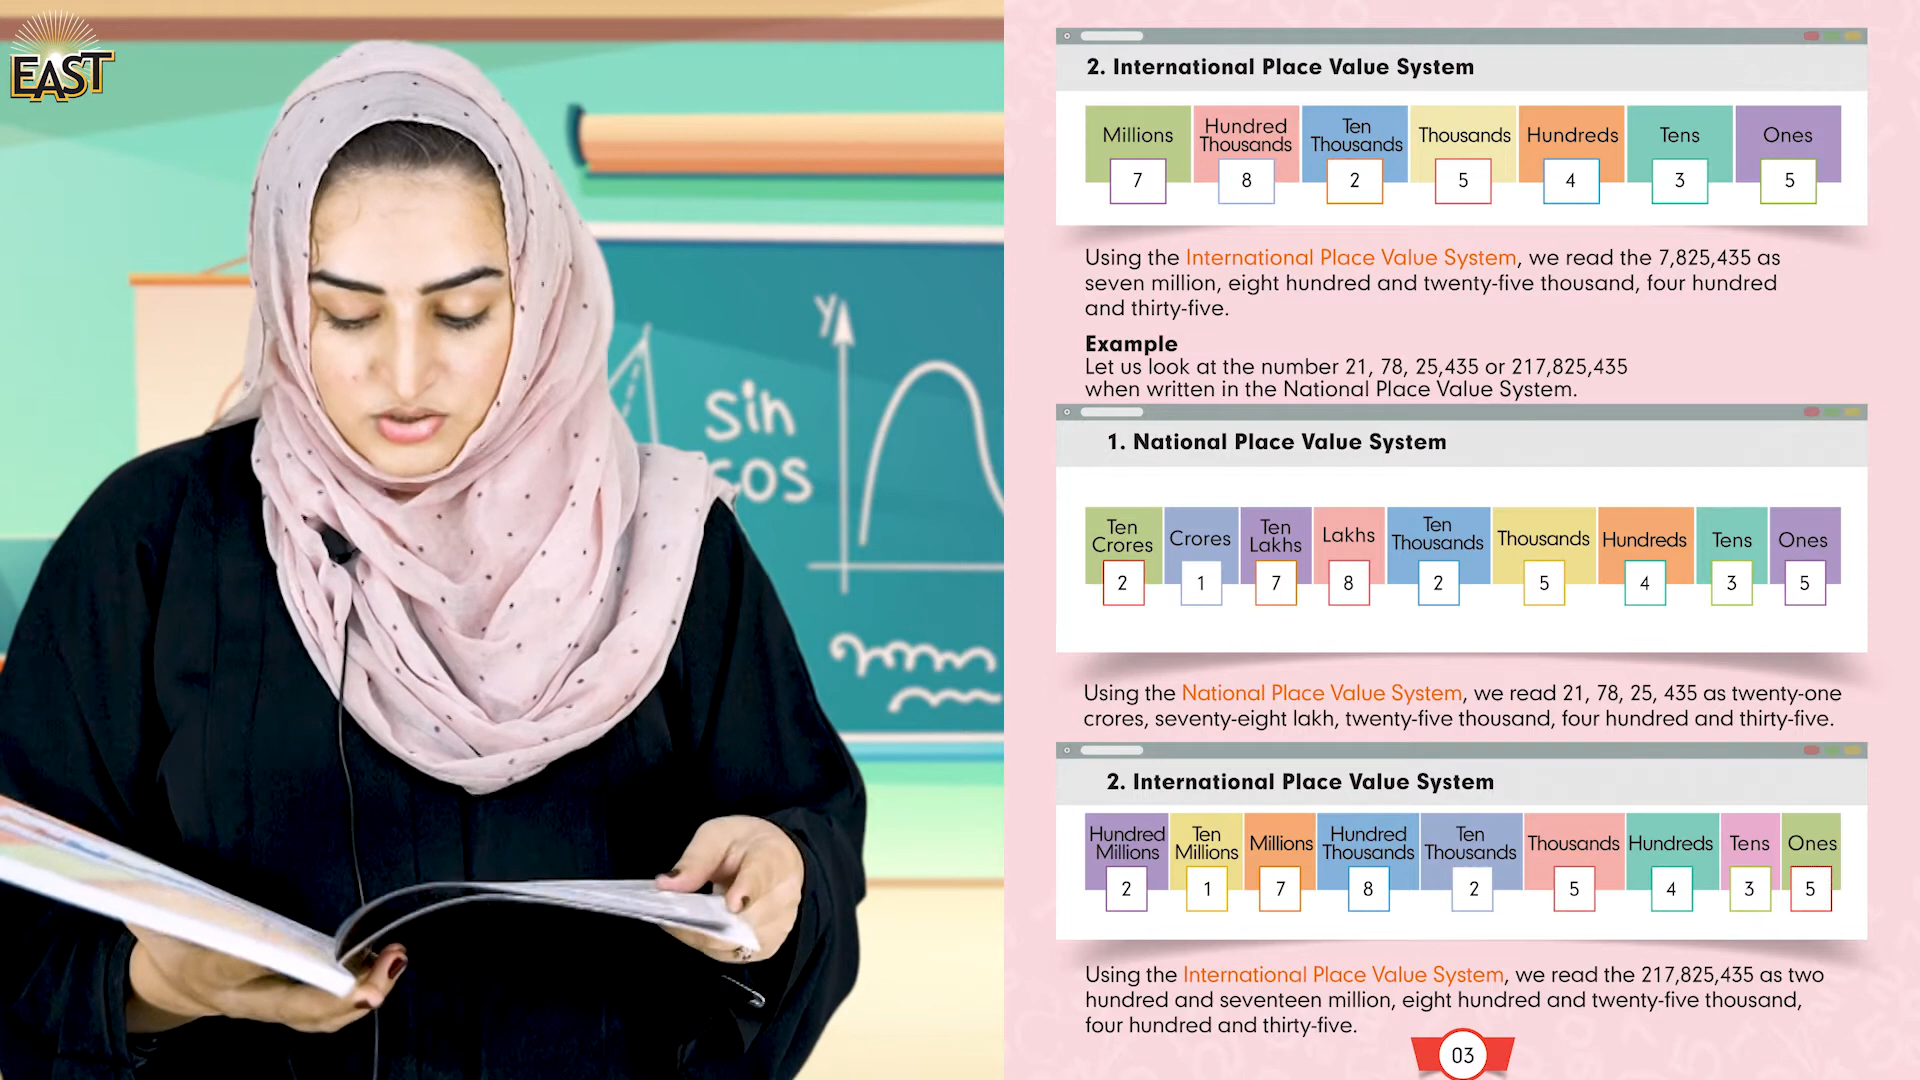 EAST
Y
Sin
cos
2. International Place Value System
Millions Hundred Thousands Ten Thousands Thousands Hundreds Tens Ones
7 8 2 5 4 3 5
Using the International Place Value System, we read the 7,825,435 as
seven million, eight hundred and twenty-five thousand, four hundred
and thirty-five.
Example
Let us look at the number 21, 78, 25,435 or 217,825,435
when written in the National Place Value System.
1. National Place Value System
Ten Crores Crores Ten Lakhs Lakhs Ten Thousands Thousands Hundreds Tens Ones
2 1 7 8 2 5 4 3 5
Using the National Place Value System, we read 21, 78, 25, 435 as twenty-one
crores, seventy-eight lakh, twenty-five thousand, four hundred and thirty-five.
2. International Place Value System
Hundred Millions Ten Millions Millions Hundred Thousands Ten Thousands Thousands Hundreds Tens Ones
2 1 7 8 2 5 4 3 5
Using the International Place Value System, we read the 217,825,435 as two
hundred and seventeen million, eight hundred and twenty-five thousand,
four hundred and thirty-five.
03